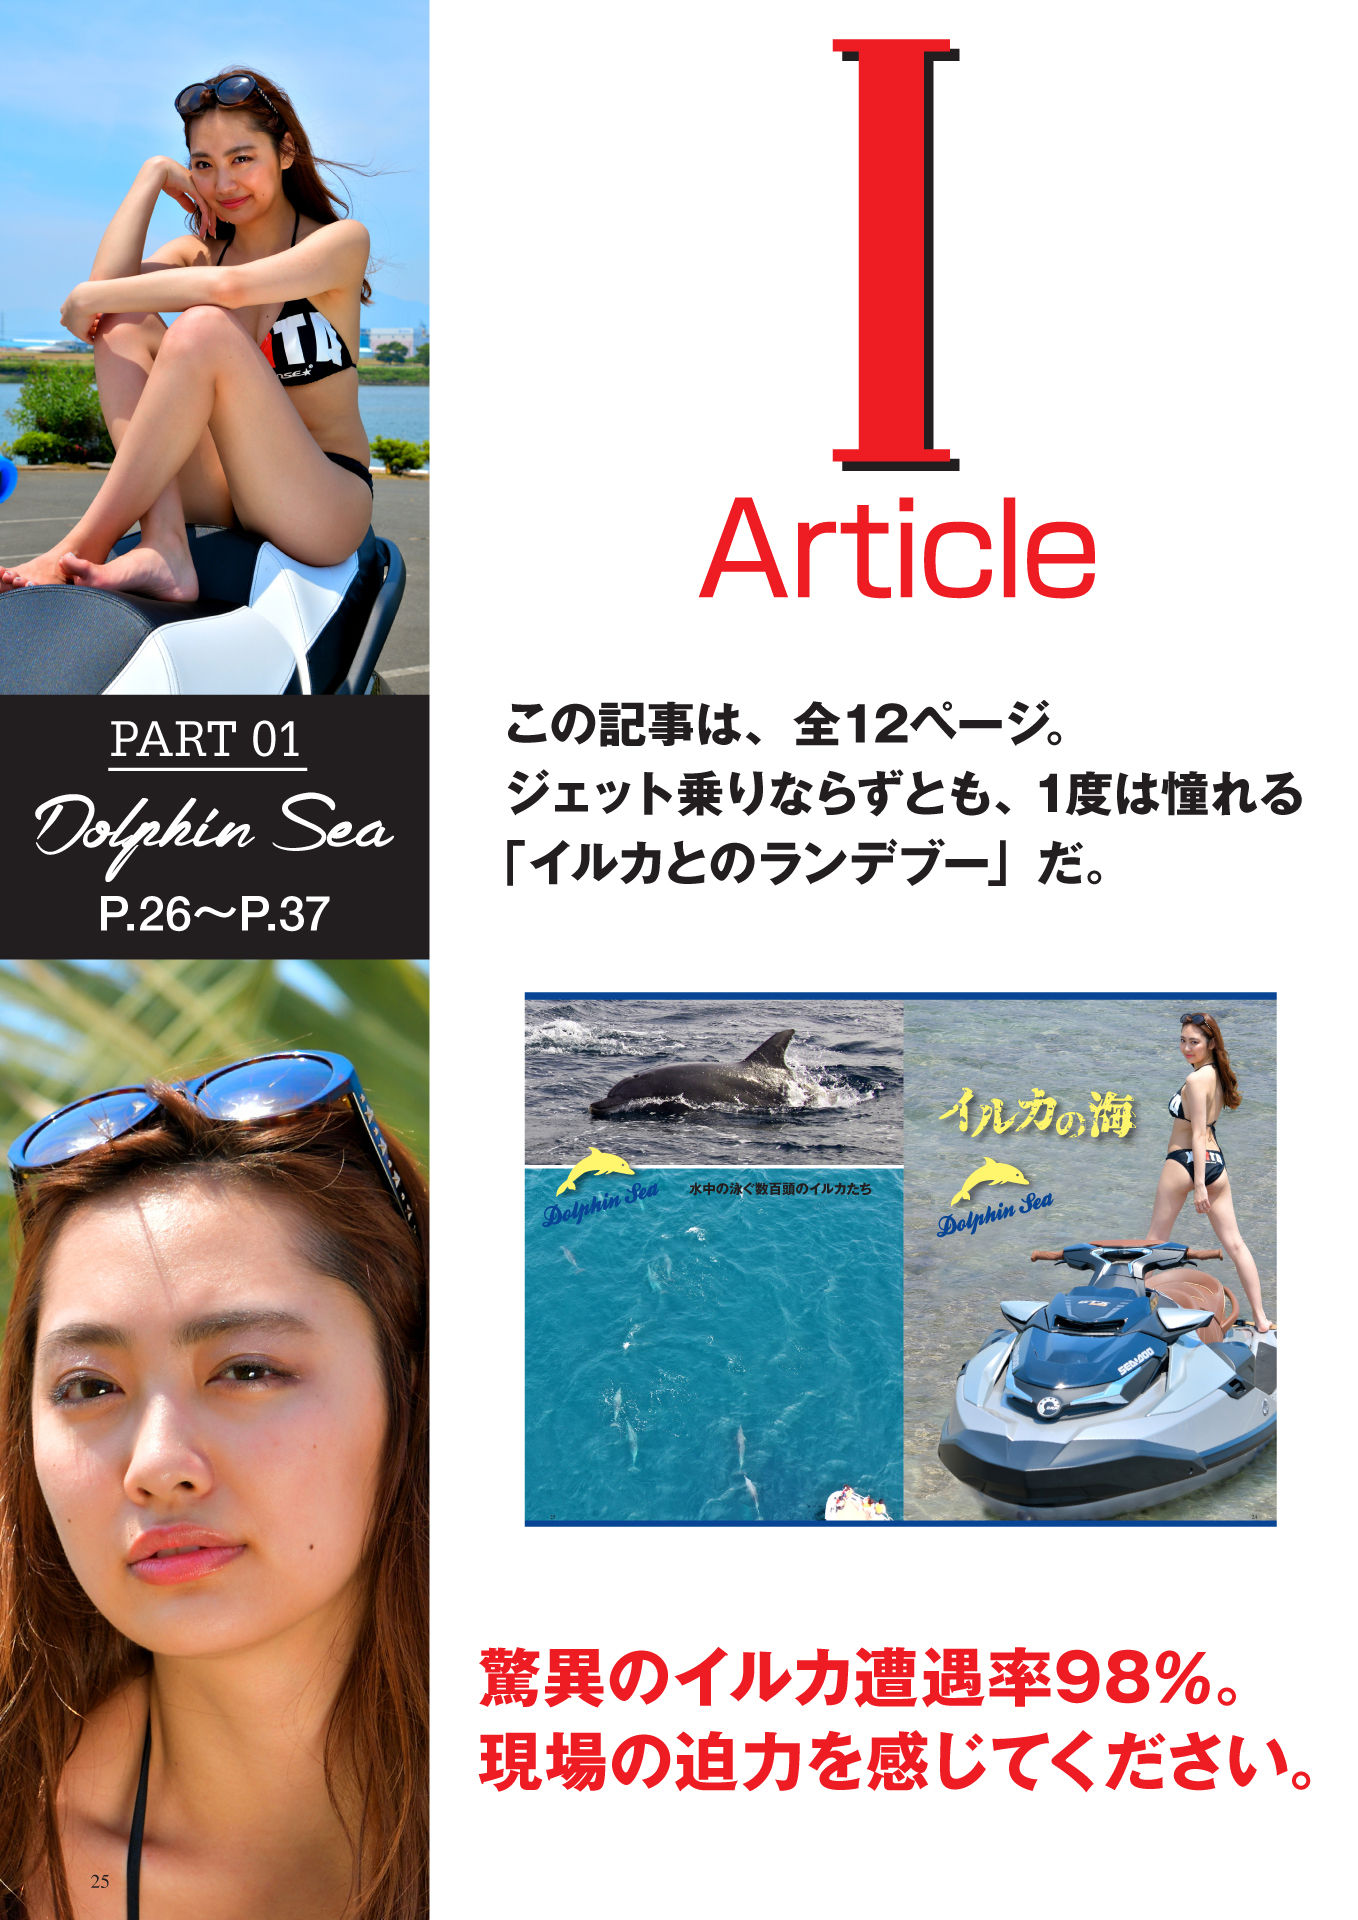 I
Article
この記事は、全12ページ。
ジェット乗りならずとも、1度は憧れる
「イルカとのランデブー」だ。
PART 01
Dolphin Sea
P.26〜P.37
イルカの海
Dolphin Sea
水中の泳ぐ数百頭のイルカたち
Dolphin Sea
SEADOO
驚異のイルカ遭遇率98%。
現場の迫力を感じてください。
25